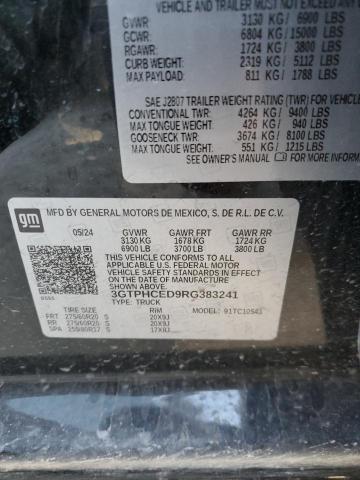 VEHICLE AND TRAILER MUST NOT EXCEED
GVWR 3130 KG/ 6900 LBS
GCWR: 6804 KG/ 15000 LBS
RGAWR: 1724 KG/ 3800 LBS
CURB WEIGHT: 2319 KG/ 5112 LBS
MAX PAYLOAD: 811 KG/ 1788 LBS
SAE J2807 TRAILER WEIGHT RATING (TWR) FOR VEHICLE
CONVENTIONAL TWR: 4264 KG/ 9400 LBS
MAX TONGUE WEIGHT: 426 KG/ 940 LBS
GOOSENECK TWR: 3674 KG/ 8100 LBS
MAX TONGUE WEIGHT: 551 KG/ 1215 LBS
SEE OWNER'S MANUAL FOR ADDITIONAL
gm MFD BY GENERAL MOTORS DE MEXICO, S. DE R.L. DE C.V.
05/24 GVWR GAWR FRT GAWR RR
3130 KG 1678 KG 1724 KG
6900 LB 3700 LB 3800 LB
THIS VEHICLE CONFORMS TO ALL APPLICABLE
U.S. FEDERAL MOTOR VEHICLE SAFETY
STANDARDS IN EFFECT ON THE DATE OF
MANUFACTURE SHOWN ABOVE.
3GTPHCED9RG383241
TYPE: TRUCK
TIRE SIZE RIM MODEL: 91TC10543
FRT 275/60R20 S 20X9J
RR 275/60R20 S 20X9J
SPA 255/80R17 S 17X8J